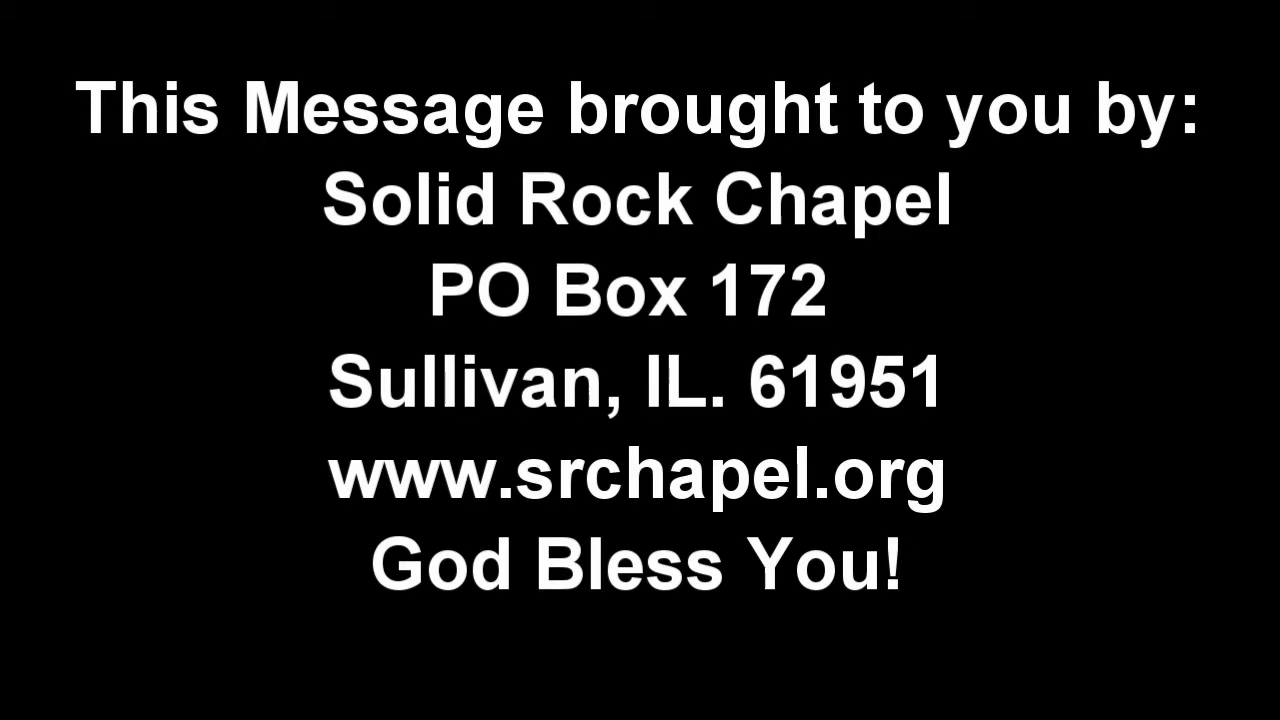 This Message brought to you by:
Solid Rock Chapel
PO Box 172
Sullivan, IL. 61951
www.srchapel.org
God Bless You!